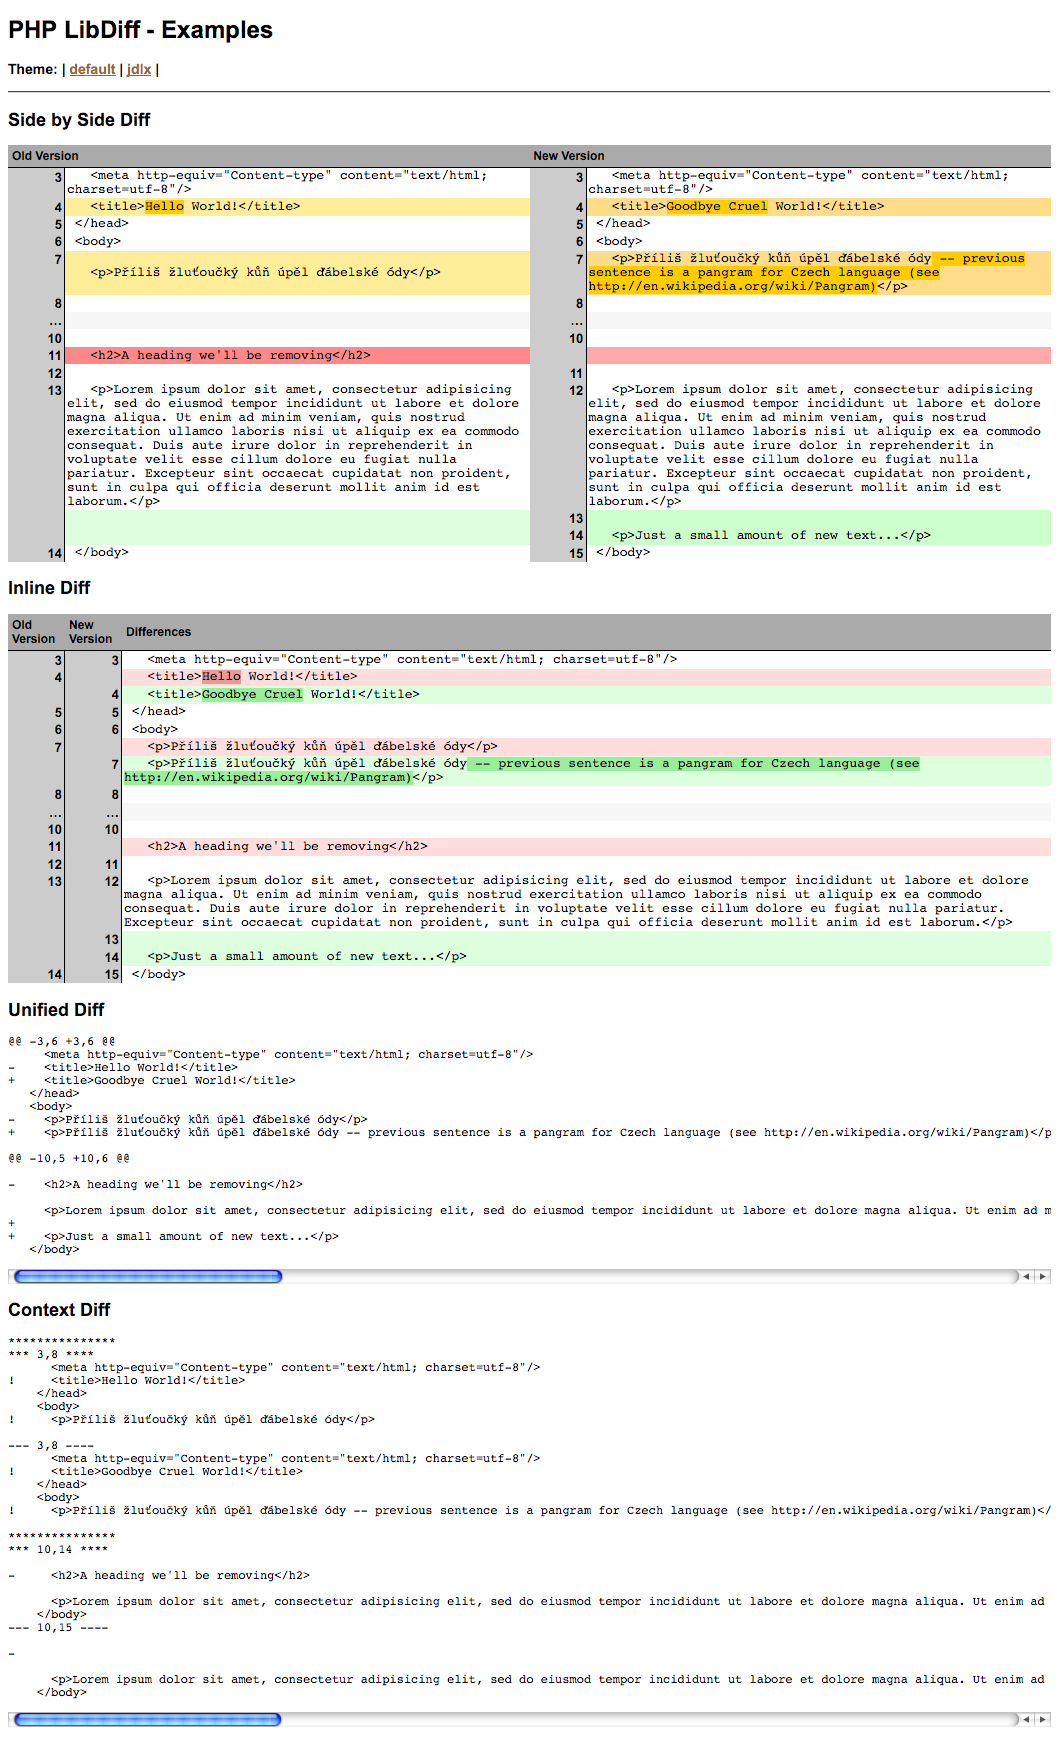 PHP LibDiff - Examples
Theme: | default | jdlx |
Side by Side Diff
Old Version New Version
3 <meta http-equiv="Content-type" content="text/html; 3 <meta http-equiv="Content-type" content="text/html;
charset=utf-8"/> charset=utf-8"/>
4 <title>Hello World!</title> 4 <title>Goodbye Cruel World!</title>
5 </head> 5 </head>
6 <body> 6 <body>
7 <p>Příliš žluťoučký kůň úpěl ďábelské ódy</p> 7 <p>Příliš žluťoučký kůň úpěl ďábelské ódy -- previous
sentence is a pangram for Czech language (see
http://en.wikipedia.org/wiki/Pangram)</p>
8 8
... ...
10 10
11 <h2>A heading we'll be removing</h2>
12 11
13 <p>Lorem ipsum dolor sit amet, consectetur adipisicing 12 <p>Lorem ipsum dolor sit amet, consectetur adipisicing
elit, sed do eiusmod tempor incididunt ut labore et dolore elit, sed do eiusmod tempor incididunt ut labore et dolore
magna aliqua. Ut enim ad minim veniam, quis nostrud magna aliqua. Ut enim ad minim veniam, quis nostrud
exercitation ullamco laboris nisi ut aliquip ex ea commodo exercitation ullamco laboris nisi ut aliquip ex ea commodo
consequat. Duis aute irure dolor in reprehenderit in consequat. Duis aute irure dolor in reprehenderit in
voluptate velit esse cillum dolore eu fugiat nulla voluptate velit esse cillum dolore eu fugiat nulla
pariatur. Excepteur sint occaecat cupidatat non proident, pariatur. Excepteur sint occaecat cupidatat non proident,
sunt in culpa qui officia deserunt mollit anim id est sunt in culpa qui officia deserunt mollit anim id est
laborum.</p> laborum.</p>
13
14 <p>Just a small amount of new text...</p>
14 </body> 15 </body>
Inline Diff
Old Version New Version Differences
3 3 <meta http-equiv="Content-type" content="text/html; charset=utf-8"/>
4 <title>Hello World!</title>
4 <title>Goodbye Cruel World!</title>
5 5 </head>
6 6 <body>
7 <p>Příliš žluťoučký kůň úpěl ďábelské ódy</p>
7 <p>Příliš žluťoučký kůň úpěl ďábelské ódy -- previous sentence is a pangram for Czech language (see
http://en.wikipedia.org/wiki/Pangram)</p>
8 8
... ...
10 10
11 <h2>A heading we'll be removing</h2>
12 11
13 12 <p>Lorem ipsum dolor sit amet, consectetur adipisicing elit, sed do eiusmod tempor incididunt ut labore et dolore
magna aliqua. Ut enim ad minim veniam, quis nostrud exercitation ullamco laboris nisi ut aliquip ex ea commodo
consequat. Duis aute irure dolor in reprehenderit in voluptate velit esse cillum dolore eu fugiat nulla pariatur.
Excepteur sint occaecat cupidatat non proident, sunt in culpa qui officia deserunt mollit anim id est laborum.</p>
13
14 <p>Just a small amount of new text...</p>
14 15 </body>
Unified Diff
@@ -3,6 +3,6 @@
<meta http-equiv="Content-type" content="text/html; charset=utf-8"/>
- <title>Hello World!</title>
+ <title>Goodbye Cruel World!</title>
</head>
<body>
- <p>Příliš žluťoučký kůň úpěl ďábelské ódy</p>
+ <p>Příliš žluťoučký kůň úpěl ďábelské ódy -- previous sentence is a pangram for Czech language (see http://en.wikipedia.org/wiki/Pangram)</p
@@ -10,5 +10,6 @@
- <h2>A heading we'll be removing</h2>
<p>Lorem ipsum dolor sit amet, consectetur adipisicing elit, sed do eiusmod tempor incididunt ut labore et dolore magna aliqua. Ut enim ad m
+
+ <p>Just a small amount of new text...</p>
</body>
Context Diff
***************
*** 3,8 ****
<meta http-equiv="Content-type" content="text/html; charset=utf-8"/>
! <title>Hello World!</title>
</head>
<body>
! <p>Příliš žluťoučký kůň úpěl ďábelské ódy</p>
--- 3,8 ----
<meta http-equiv="Content-type" content="text/html; charset=utf-8"/>
! <title>Goodbye Cruel World!</title>
</head>
<body>
! <p>Příliš žluťoučký kůň úpěl ďábelské ódy -- previous sentence is a pangram for Czech language (see http://en.wikipedia.org/wiki/Pangram)</
***************
*** 10,14 ****
- <h2>A heading we'll be removing</h2>
<p>Lorem ipsum dolor sit amet, consectetur adipisicing elit, sed do eiusmod tempor incididunt ut labore et dolore magna aliqua. Ut enim ad
</body>
--- 10,15 ----
-
<p>Lorem ipsum dolor sit amet, consectetur adipisicing elit, sed do eiusmod tempor incididunt ut labore et dolore magna aliqua. Ut enim ad
</body>